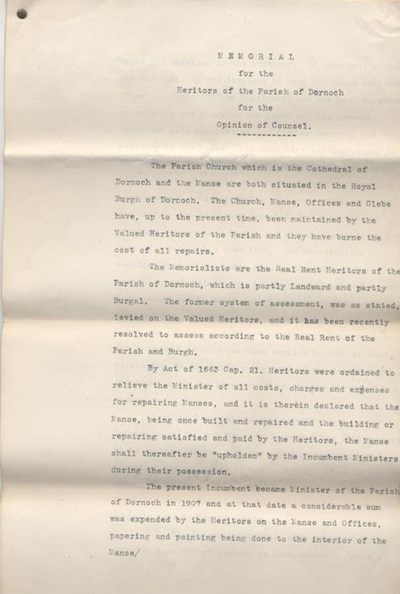 MEMORIAL
for the
Heritors of the Parish of Dornoch
for the
Opinion of Counsel.
The Parish Church which is the Cathedral of
Dornoch and the Manse are both situated in the Royal
Burgh of Dornoch. The Church, Manse, Offices and Glebe
have, up to the present time, been maintained by the
Valued Heritors of the Parish and they have borne the
cost of all repairs.
The Memorialists are the Real Rent Heritors of the
Parish of Dornoch, which is partly Landward and partly
Burgal. The former system of assessment, was as stated,
levied on the Valued Heritors, and it has been recently
resolved to assess according to the Real Rent of the
Parish and Burgh.
By Act of 1663 Cap. 21. Heritors were ordained to
relieve the Minister of all costs, charges and expenses
for repairing Manses, and it is therein declared that the
Manse, being once built and repaired and the building or
repairing satisfied and paid by the Heritors, the Manse
shall thereafter be "upholden" by the Incumbent Ministers
during their possession.
The present Incumbent became Minister of the Parish
of Dornoch in 1907 and at that date a considerable sum
was expended by the Heritors on the Manse and Offices,
papering and painting being done to the interior of the
Manse/